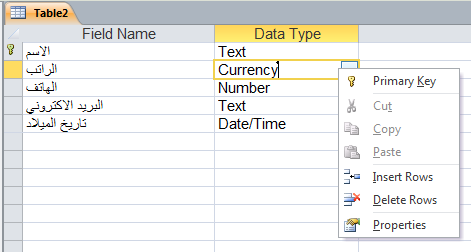 Table2
Field Name Data Type
الاسم Text
الراتب Currency
الهاتف Number
البريد الاكتروني Text
تاريخ الميلاد Date/Time
Primary Key
Cut
Copy
Paste
Insert Rows
Delete Rows
Properties